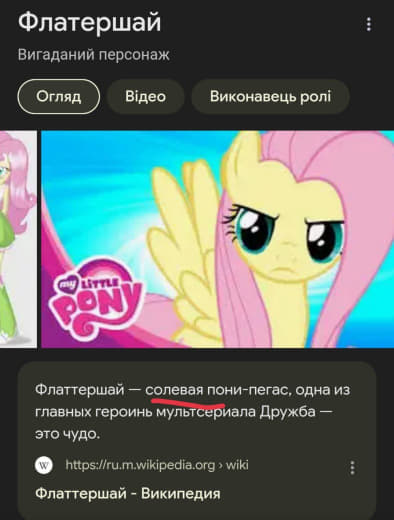 Флатершай
Вигаданий персонаж
Огляд
Відео
Виконавець ролі
my LITTLE
PONY
Флаттершай — солевая пони-пегас, одна из
главных героинь мультсериала Дружба —
это чудо.
W
https://ru.m.wikipedia.org › wiki
Флаттершай - Википедия